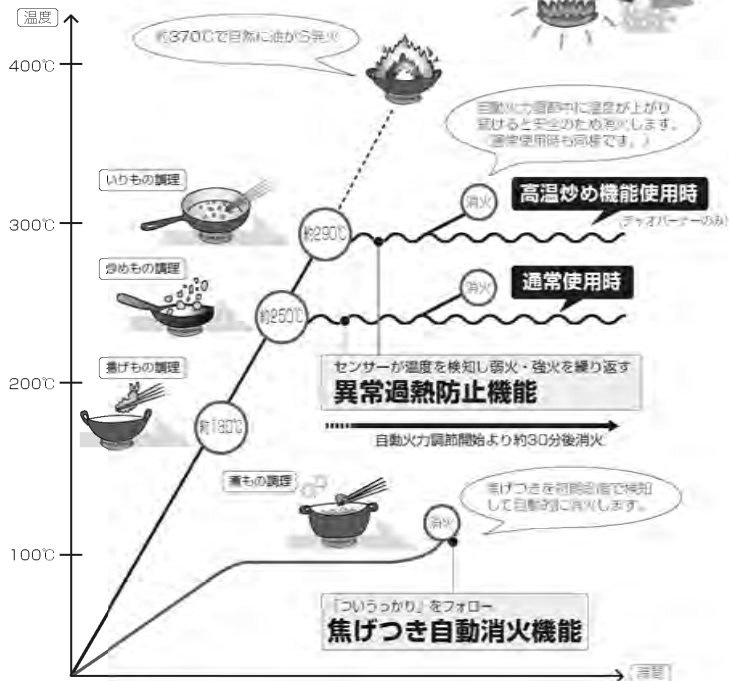 温度
約370℃で自然に油から発火
400℃
自動火力調節中に温度が上がり
続けると安全のため消火します。
(通常使用時も同様です。)
いりもの調理
消火
高温炒め機能使用時
(チャオバーナーのみ)
300℃
約290℃
炒めもの調理
消火
通常使用時
約250℃
センサーが温度を検知し弱火・強火を繰り返す
異常過熱防止機能
揚げもの調理
200℃
自動火力調節開始より約30分後消火
煮もの調理
焦げつきを初期段階で検知
して自動的に消火します。
消火
100℃
「ついうっかり」をフォロー
焦げつき自動消火機能
時間